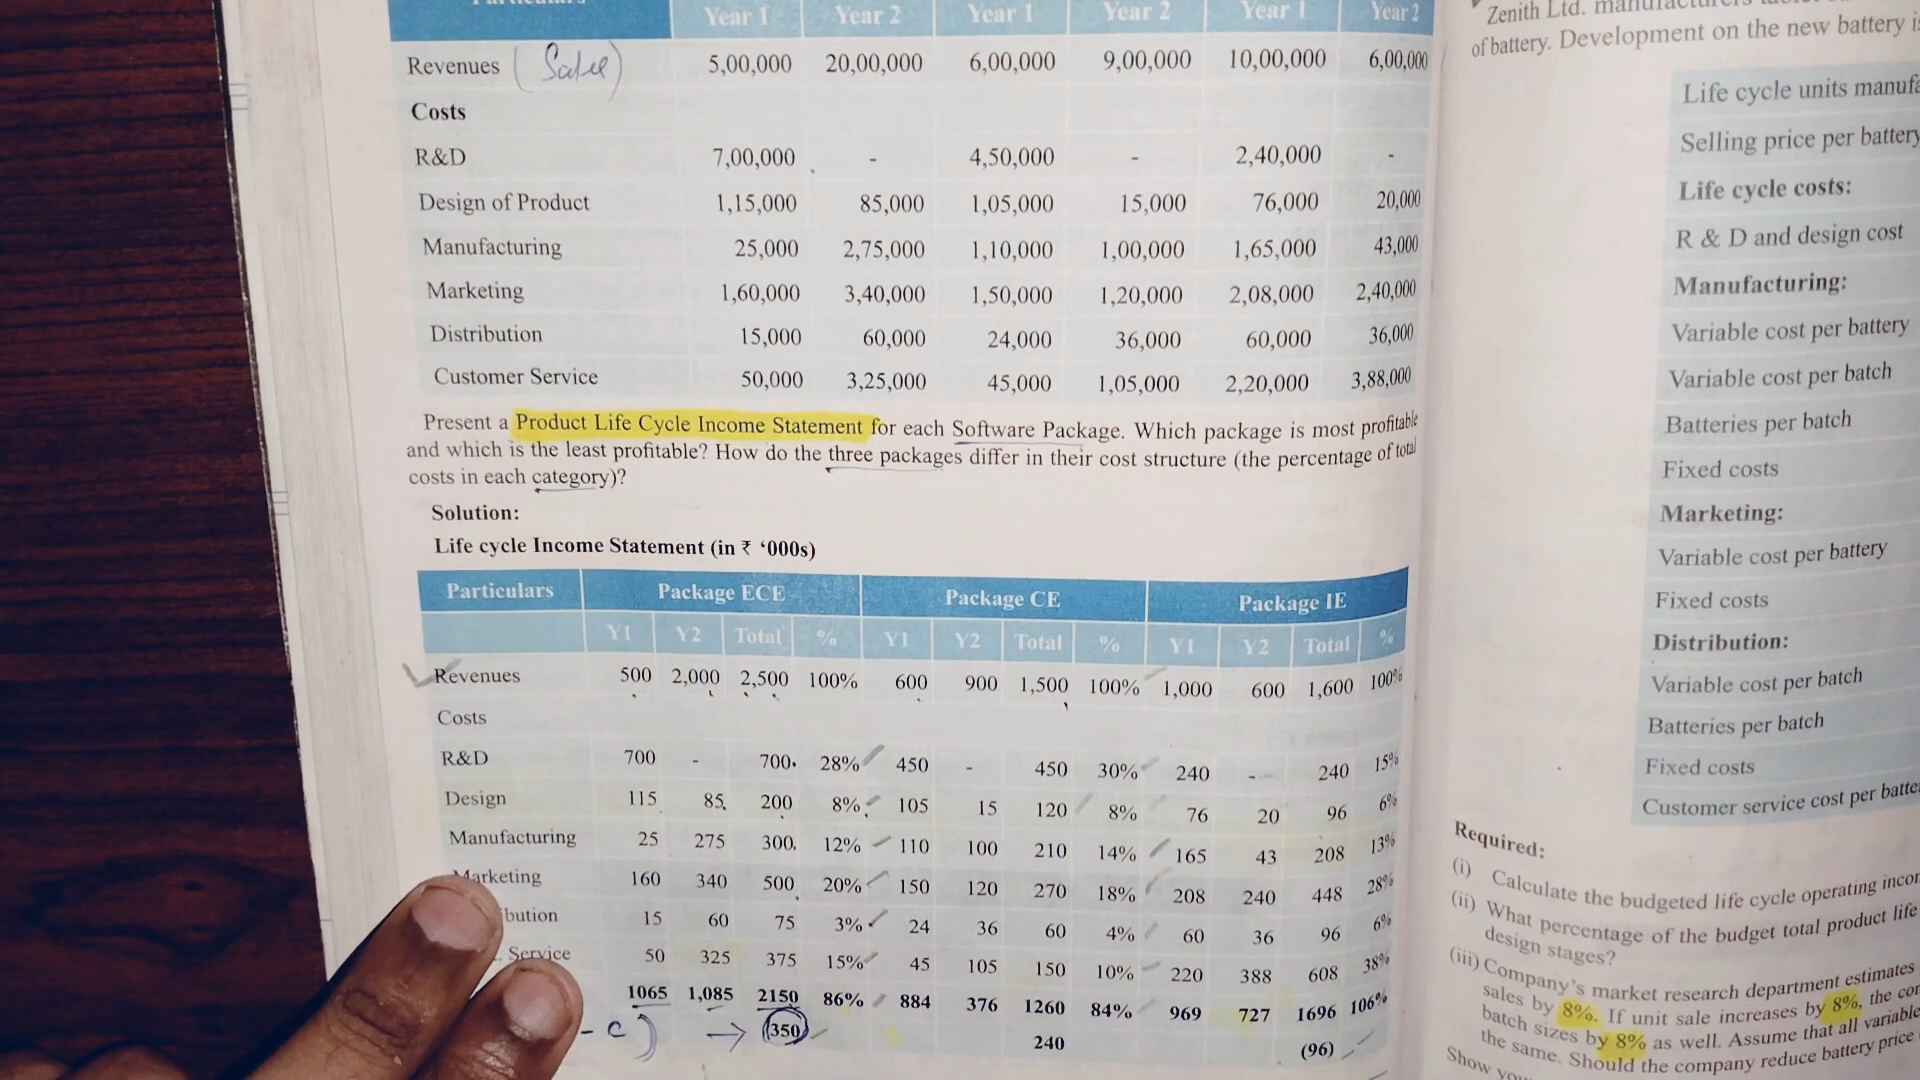 Year 1 Year 2 Year 1 Year 2 Year 1 Year 2
Revenues (Sales) 5,00,000 20,00,000 6,00,000 9,00,000 10,00,000 6,00,000
Costs
R&D 7,00,000 - 4,50,000 - 2,40,000 -
Design of Product 1,15,000 85,000 1,05,000 15,000 76,000 20,000
Manufacturing 25,000 2,75,000 1,10,000 1,00,000 1,65,000 43,000
Marketing 1,60,000 3,40,000 1,50,000 1,20,000 2,08,000 2,40,000
Distribution 15,000 60,000 24,000 36,000 60,000 36,000
Customer Service 50,000 3,25,000 45,000 1,05,000 2,20,000 3,88,000
Present a Product Life Cycle Income Statement for each Software Package. Which package is most profitable
and which is the least profitable? How do the three packages differ in their cost structure (the percentage of total
costs in each category)?
Solution:
Life cycle Income Statement (in ₹ ‘000s)
Particulars Package ECE Package CE Package IE
Y1 Y2 Total % Y1 Y2 Total % Y1 Y2 Total %
Revenues 500 2,000 2,500 100% 600 900 1,500 100% 1,000 600 1,600 100%
Costs
R&D 700 - 700 28% 450 - 450 30% 240 - 240 15%
Design 115 85 200 8% 105 15 120 8% 76 20 96 6%
Manufacturing 25 275 300 12% 110 100 210 14% 165 43 208 13%
Marketing 160 340 500 20% 150 120 270 18% 208 240 448 28%
bution 15 60 75 3% 24 36 60 4% 60 36 96 6%
. Service 50 325 375 15% 45 105 150 10% 220 388 608 38%
1065 1,085 2150 86% 884 376 1260 84% 969 727 1696 106%
- c) → (350) 240 (96)
Zenith Ltd.
of battery. Development on the new battery
Life cycle units
Selling price per battery
Life cycle costs:
R & D and design cost
Manufacturing:
Variable cost per battery
Variable cost per batch
Batteries per batch
Fixed costs
Marketing:
Variable cost per battery
Fixed costs
Distribution:
Variable cost per batch
Batteries per batch
Fixed costs
Customer service cost per
Required:
(i) Calculate the budgeted life cycle operating
(ii) What percentage of the budget total product life
design stages?
(iii) Company’s market research department estimates
sales by 8%. If unit sale increases by 8%, the
batch sizes by 8% as well. Assume that all variable
the same. Should the company reduce battery price
Show